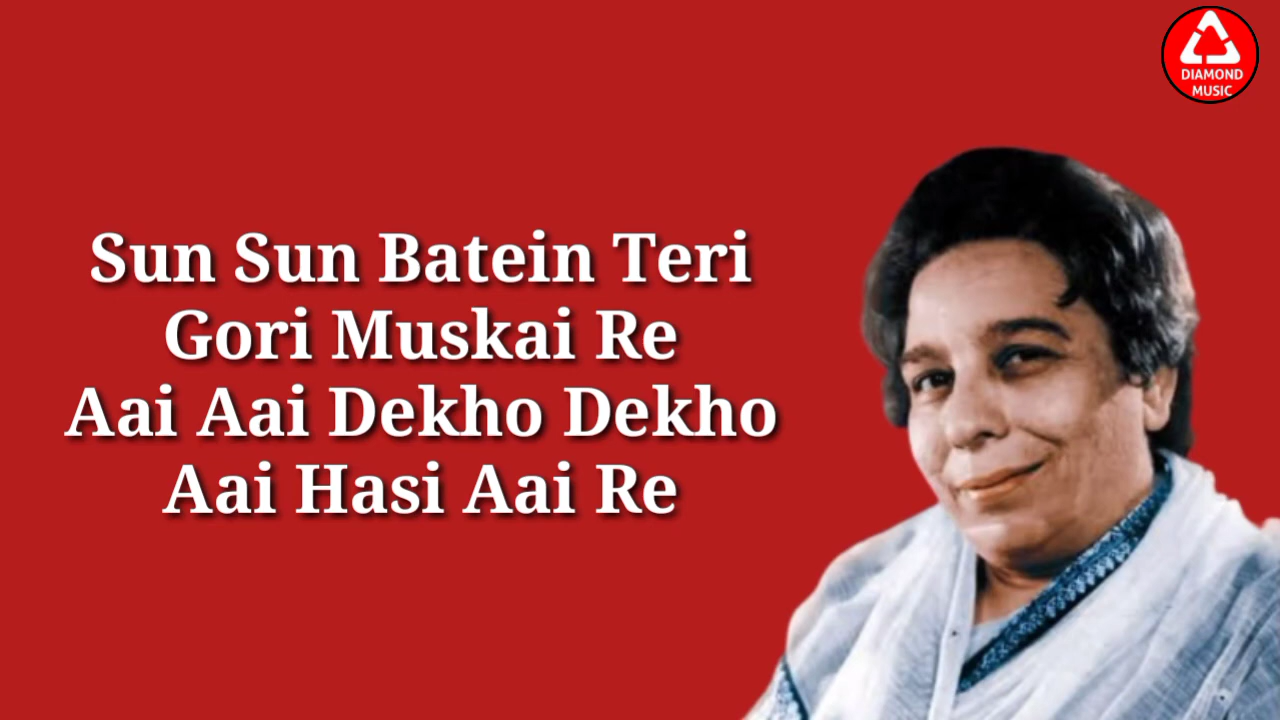 DIAMOND
MUSIC
Sun Sun Batein Teri
Gori Muskai Re
Aai Aai Dekho Dekho
Aai Hasi Aai Re